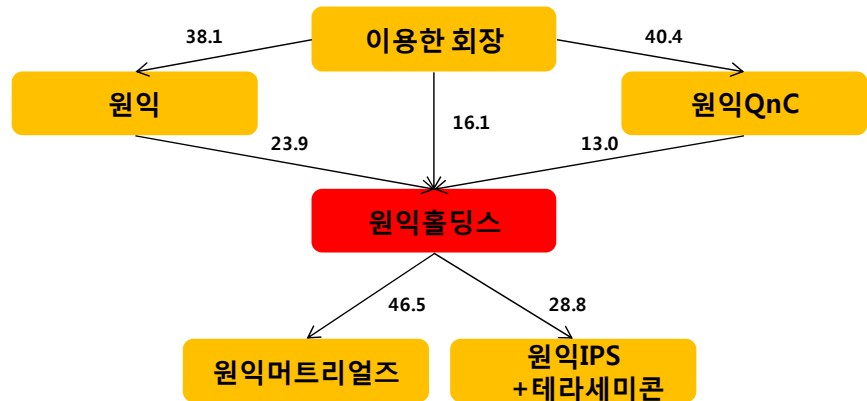 이용한 회장
38.1
40.4
원익
원익QnC
16.1
23.9
13.0
원익홀딩스
46.5
28.8
원익머트리얼즈
원익IPS
+테라세미콘